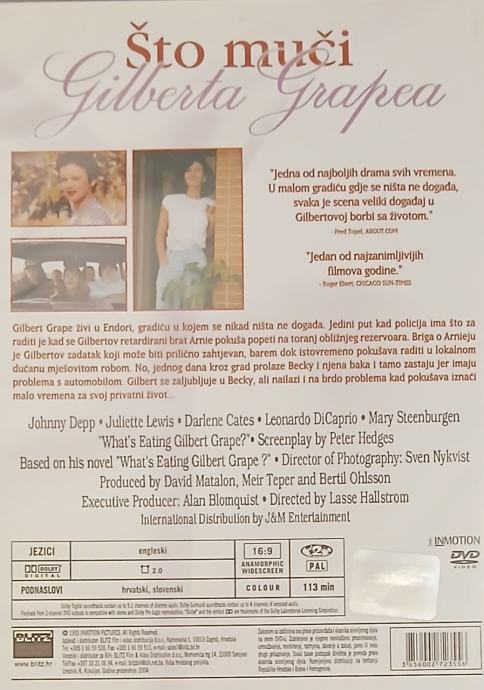 Što muči
Gilberta Grapea
"Jedna od najboljih drama svih vremena.
U malom gradiću gdje se ništa ne događa,
svaka je scena veliki događaj u
Gilbertovoj borbi sa životom."
- Fred Topel, ABOUT.COM
"Jedan od najzanimljivijih
filmova godine."
- Roger Ebert, CHICAGO SUN-TIMES
Gilbert Grape živi u Endori, gradiću u kojem se nikad ništa ne događa. Jedini put kad policija ima što za
raditi je kad se Gilbertov retardirani brat Arnie pokuša popeti na toranj obližnjeg rezervoara. Briga o Arnieju
je Gilbertov zadatak koji može biti prilično zahtjevan, barem dok istovremeno pokušava raditi u lokalnom
dućanu mješovitom robom. No, jednog dana kroz grad prolaze Becky i njena baka i tamo zastaju jer imaju
problema s automobilom. Gilbert se zaljubljuje u Becky, ali nailazi i na brdo problema kad pokušava iznaći
malo vremena za svoj privatni život...
Johnny Depp • Juliette Lewis • Darlene Cates • Leonardo DiCaprio • Mary Steenburgen
"What's Eating Gilbert Grape?" • Screenplay by Peter Hedges
Based on his novel "What's Eating Gilbert Grape ?" • Director of Photography: Sven Nykvist
Produced by David Matalon, Meir Teper and Bertil Ohlsson
Executive Producer: Alan Blomquist • Directed by Lasse Hallstrom
International Distribution by J&M Entertainment
JEZICI engleski 16:9
DOLBY DIGITAL 2.0 ANAMORPHIC WIDESCREEN PAL
PODNASLOVI hrvatski, slovenski COLOUR 113 min
INMOTION
DVD
VIDEO
BLITZ
www.blitz.hr
© 1993 INMOTION PICTURES. All Rights Reserved.
3 856002 723556